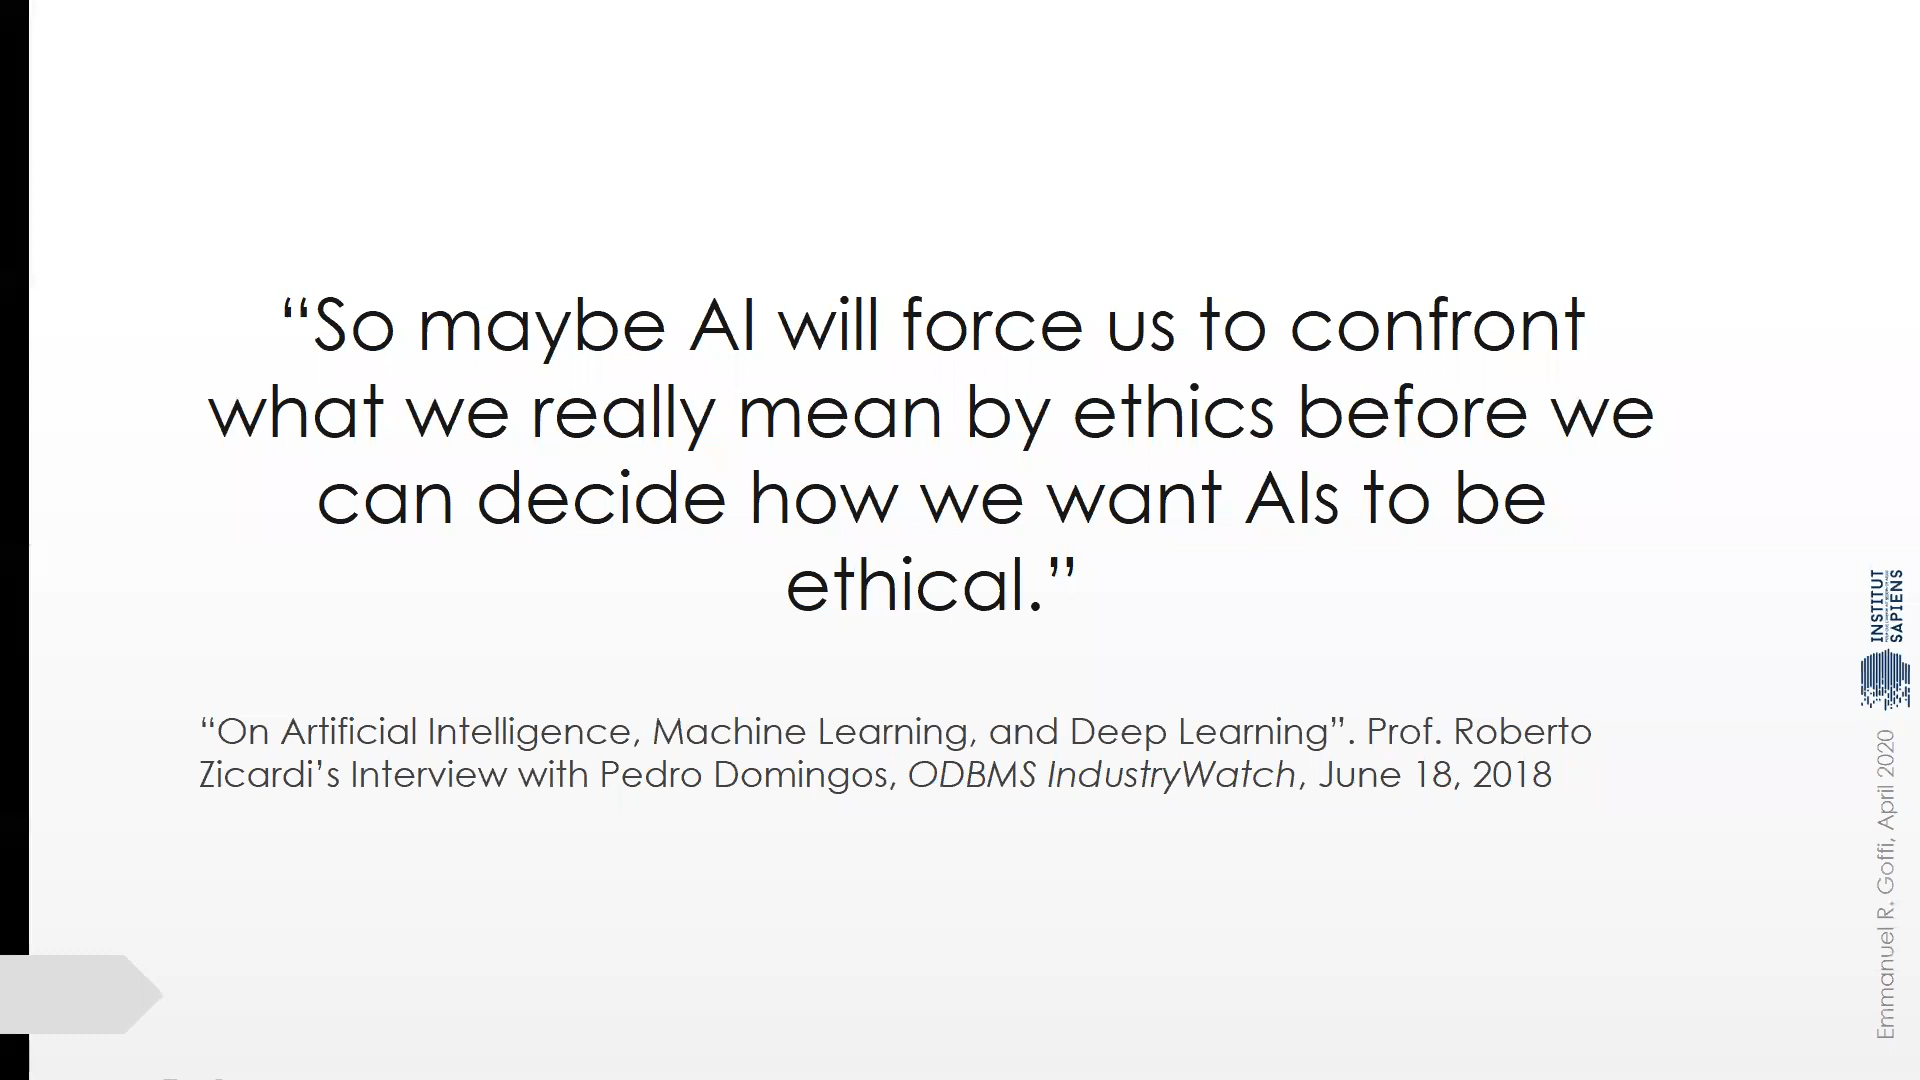 “So maybe AI will force us to confront
what we really mean by ethics before we
can decide how we want AIs to be
ethical.”
“On Artificial Intelligence, Machine Learning, and Deep Learning”. Prof. Roberto
Zicardi’s Interview with Pedro Domingos, ODBMS IndustryWatch, June 18, 2018
INSTITUT
SAPIENS
Emmanuel R. Goffi, April 2020